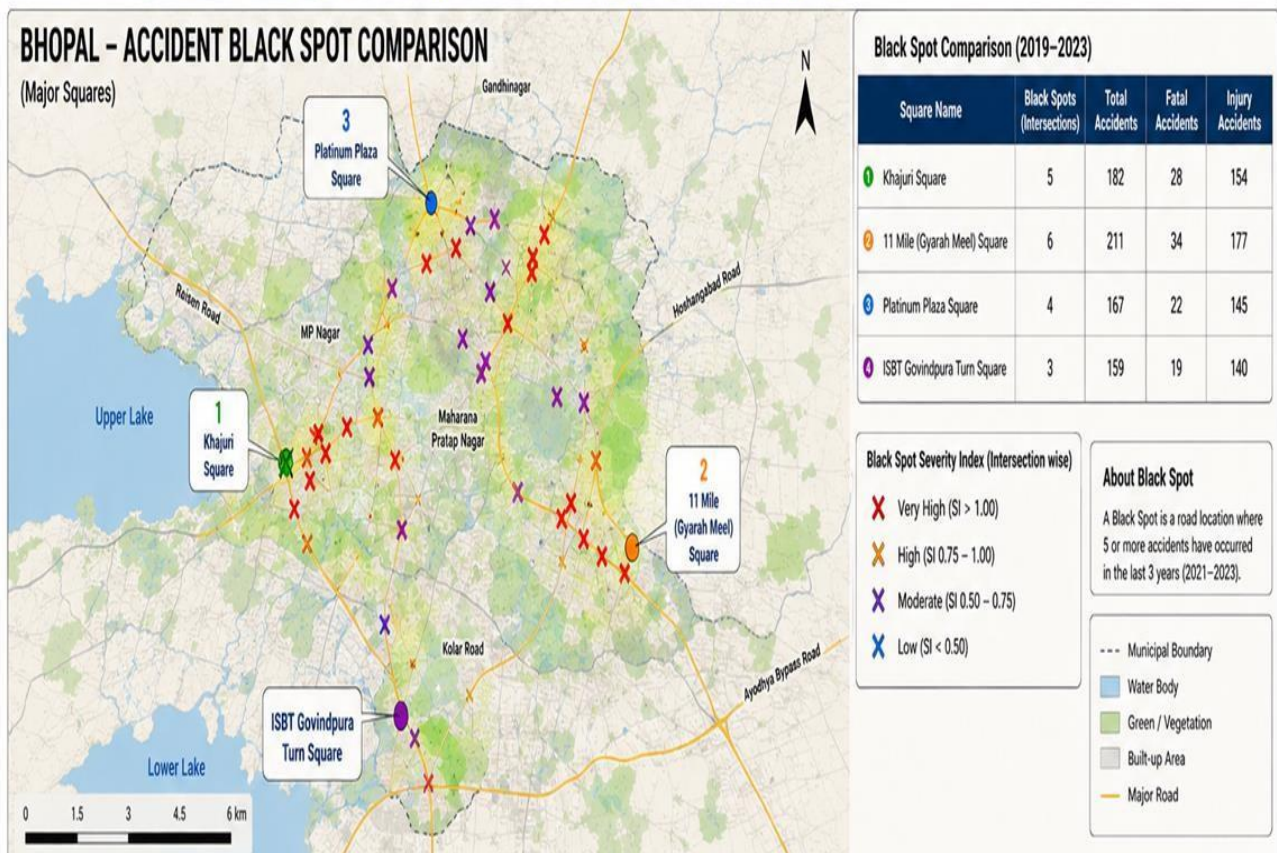 BHOPAL – ACCIDENT BLACK SPOT COMPARISON
(Major Squares)
N
Gandhinagar
3
Platinum Plaza
Square
Raisen Road
MP Nagar
Hoshangabad Road
Upper Lake
1
Khajuri
Square
Maharana
Pratap Nagar
2
11 Mile
(Gyarah Meel)
Square
Kolar Road
Ayodhya Bypass Road
ISBT Govindpura
Turn Square
Lower Lake
0 1.5 3 4.5 6 km
Black Spot Comparison (2019–2023)
Square Name Black Spots (Intersections) Total Accidents Fatal Accidents Injury Accidents
1 Khajuri Square 5 182 28 154
2 11 Mile (Gyarah Meel) Square 6 211 34 177
3 Platinum Plaza Square 4 167 22 145
4 ISBT Govindpura Turn Square 3 159 19 140
Black Spot Severity Index (Intersection wise)
Very High (SI > 1.00)
High (SI 0.75 – 1.00)
Moderate (SI 0.50 – 0.75)
Low (SI < 0.50)
About Black Spot
A Black Spot is a road location where
5 or more accidents have occurred
in the last 3 years (2021–2023).
Municipal Boundary
Water Body
Green / Vegetation
Built-up Area
Major Road